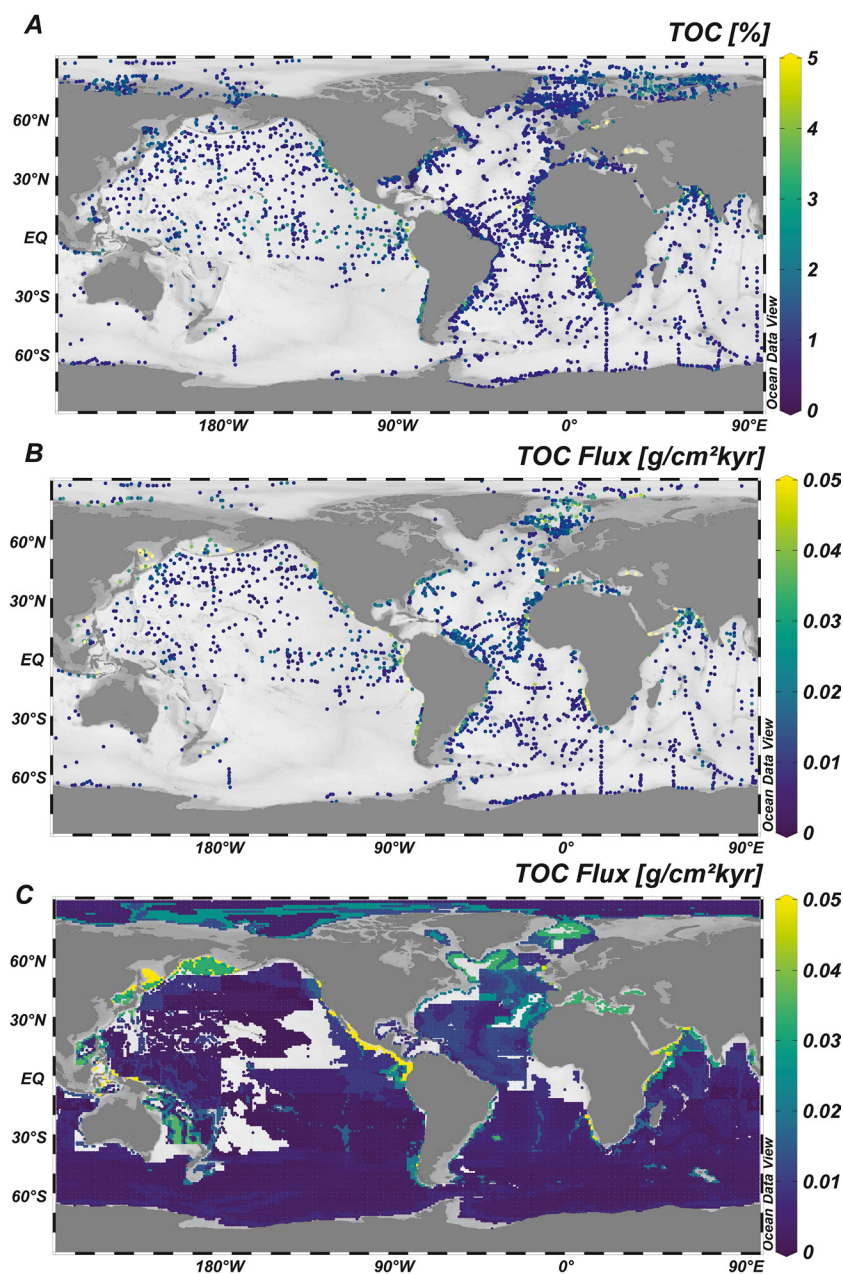 A
TOC [%]
5
4
3
2
1
0
60°N
30°N
EQ
30°S
60°S
Ocean Data View
180°W 90°W 0° 90°E
B
TOC Flux [g/cm²kyr]
0.05
0.04
0.03
0.02
0.01
0
60°N
30°N
EQ
30°S
60°S
Ocean Data View
180°W 90°W 0° 90°E
C
TOC Flux [g/cm²kyr]
0.05
0.04
0.03
0.02
0.01
0
60°N
30°N
EQ
30°S
60°S
Ocean Data View
180°W 90°W 0° 90°E